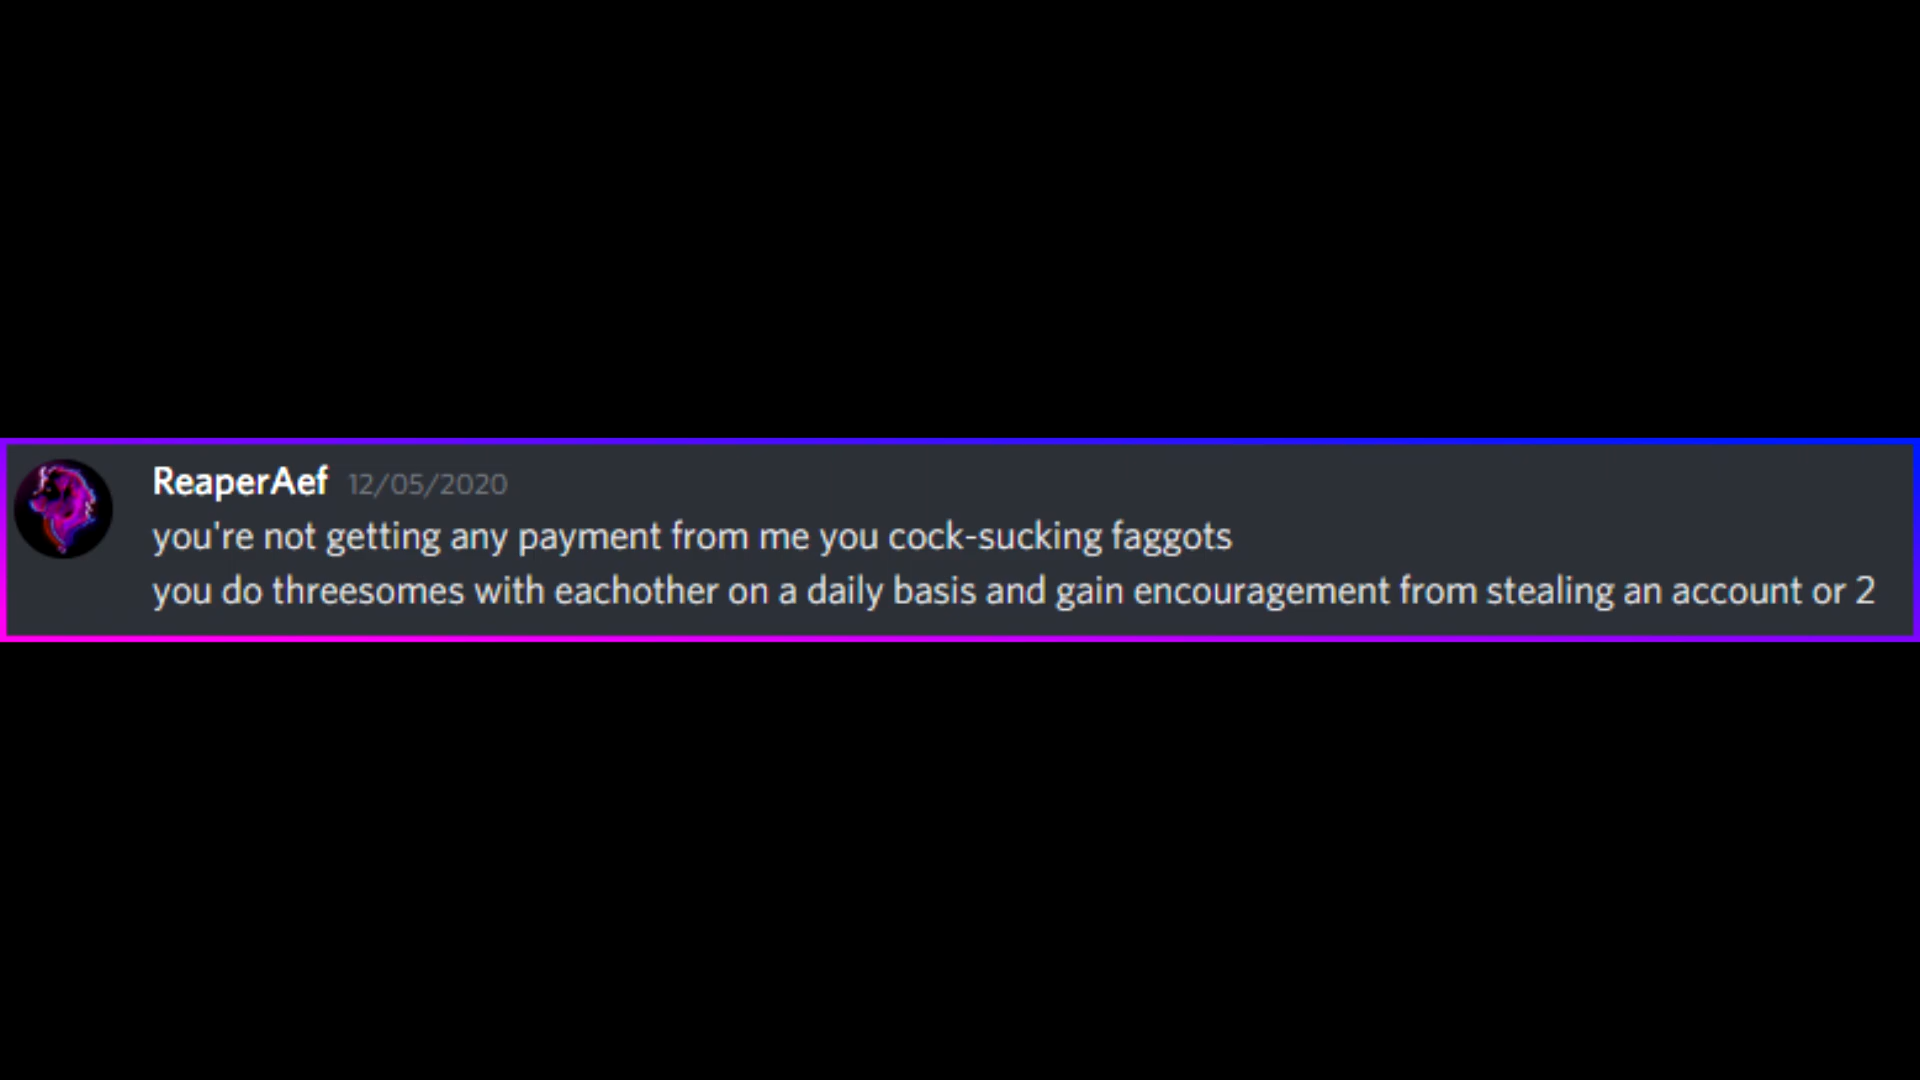 ReaperAef 12/05/2020
you're not getting any payment from me you cock-sucking faggots
you do threesomes with eachother on a daily basis and gain encouragement from stealing an account or 2